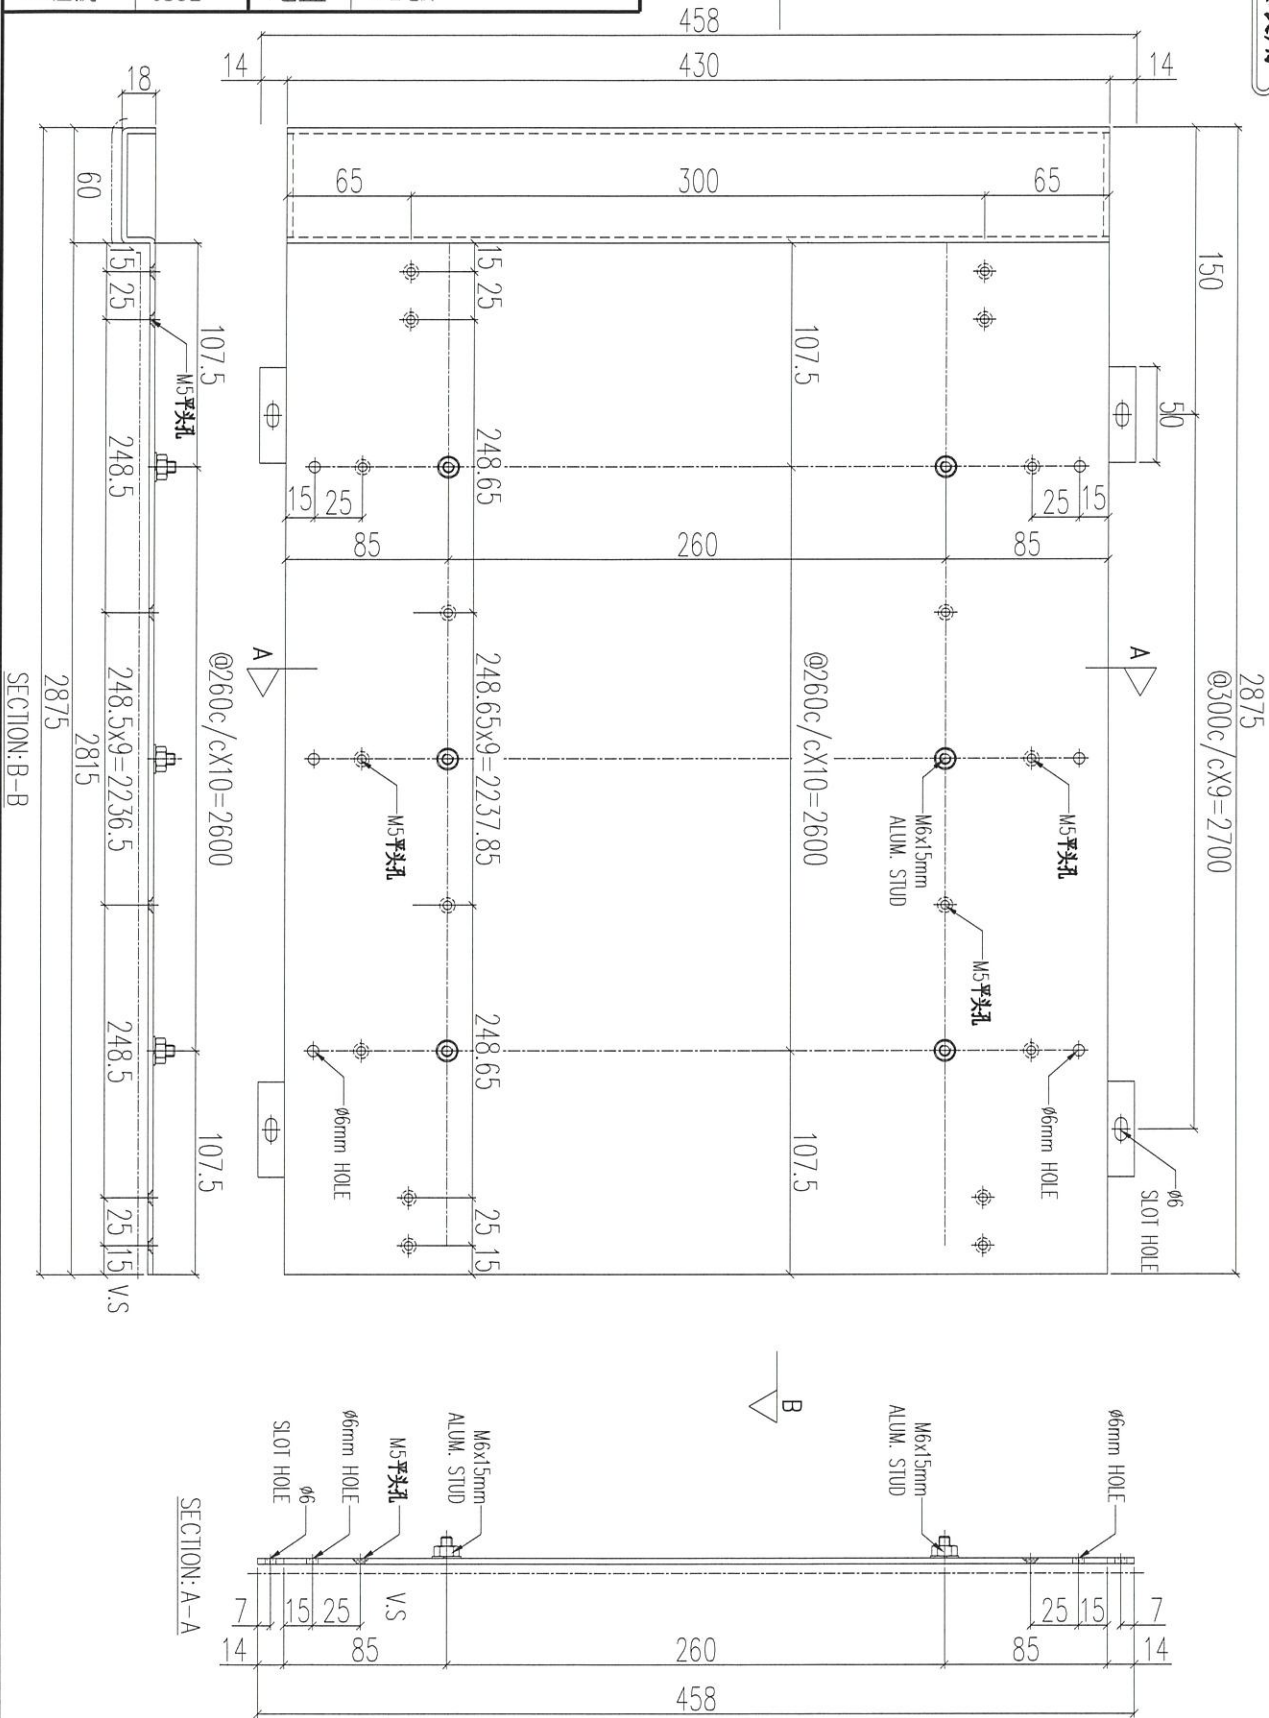 458
14
430
14
18
60
65
300
65
150
2875
@300c/cX9=2700
15
25
15
25
107.5
M5平头孔
107.5
50
248.5
248.65
15
25
25
15
85
260
85
A
A
@260c/cX10=2600
248.5x9=2236.5
248.65x9=2237.85
@260c/cX10=2600
2815
2875
SECTION:B-B
M5平头孔
M6x15mm
ALUM. STUD
M5平头孔
M5平头孔
248.5
248.65
107.5
107.5
ø6mm HOLE
ø6mm HOLE
ø6
SLOT HOLE
25
15
25
15
V.S
B
ø6
SLOT HOLE
ø6mm HOLE
M5平头孔
M6x15mm
ALUM. STUD
M6x15mm
ALUM. STUD
ø6mm HOLE
SECTION: A-A
V.S
7
15
25
25
15
7
14
85
260
85
14
458